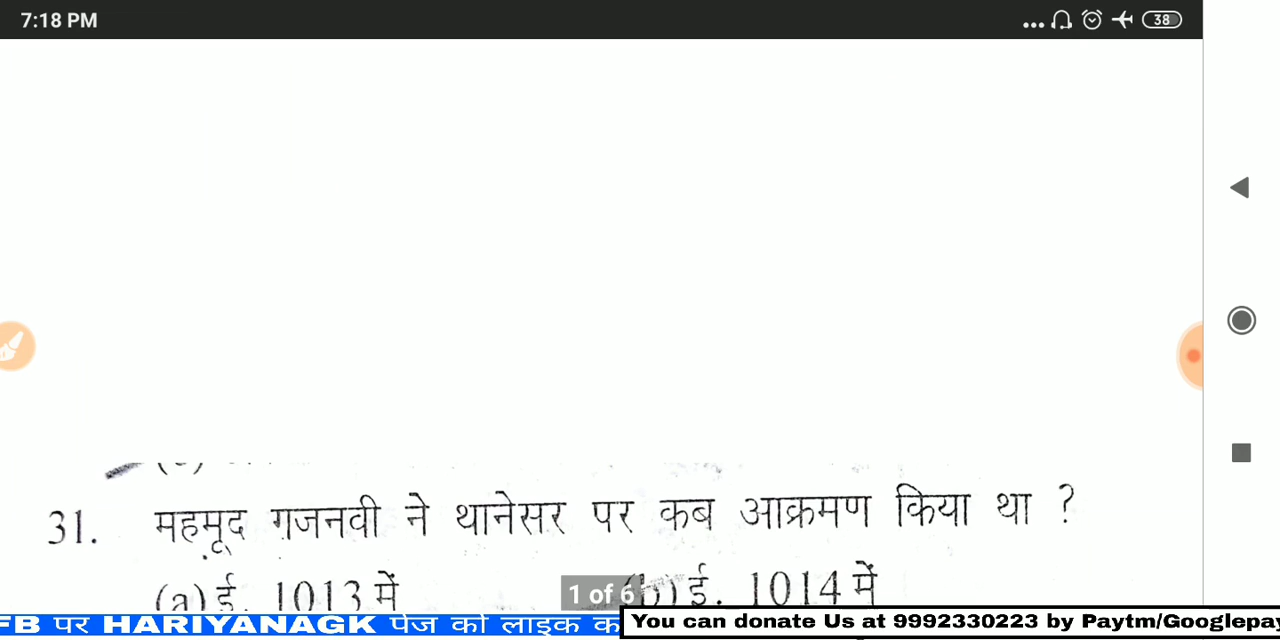 7:18 PM
38
31. महमूद गजनवी ने थानेसर पर कब आक्रमण किया था ?
(a) ई. 1013 में (b) ई. 1014 में
1 of 6
FB पर HARIYANAGK पेज को लाइक क
You can donate Us at 9992330223 by Paytm/Googlepay